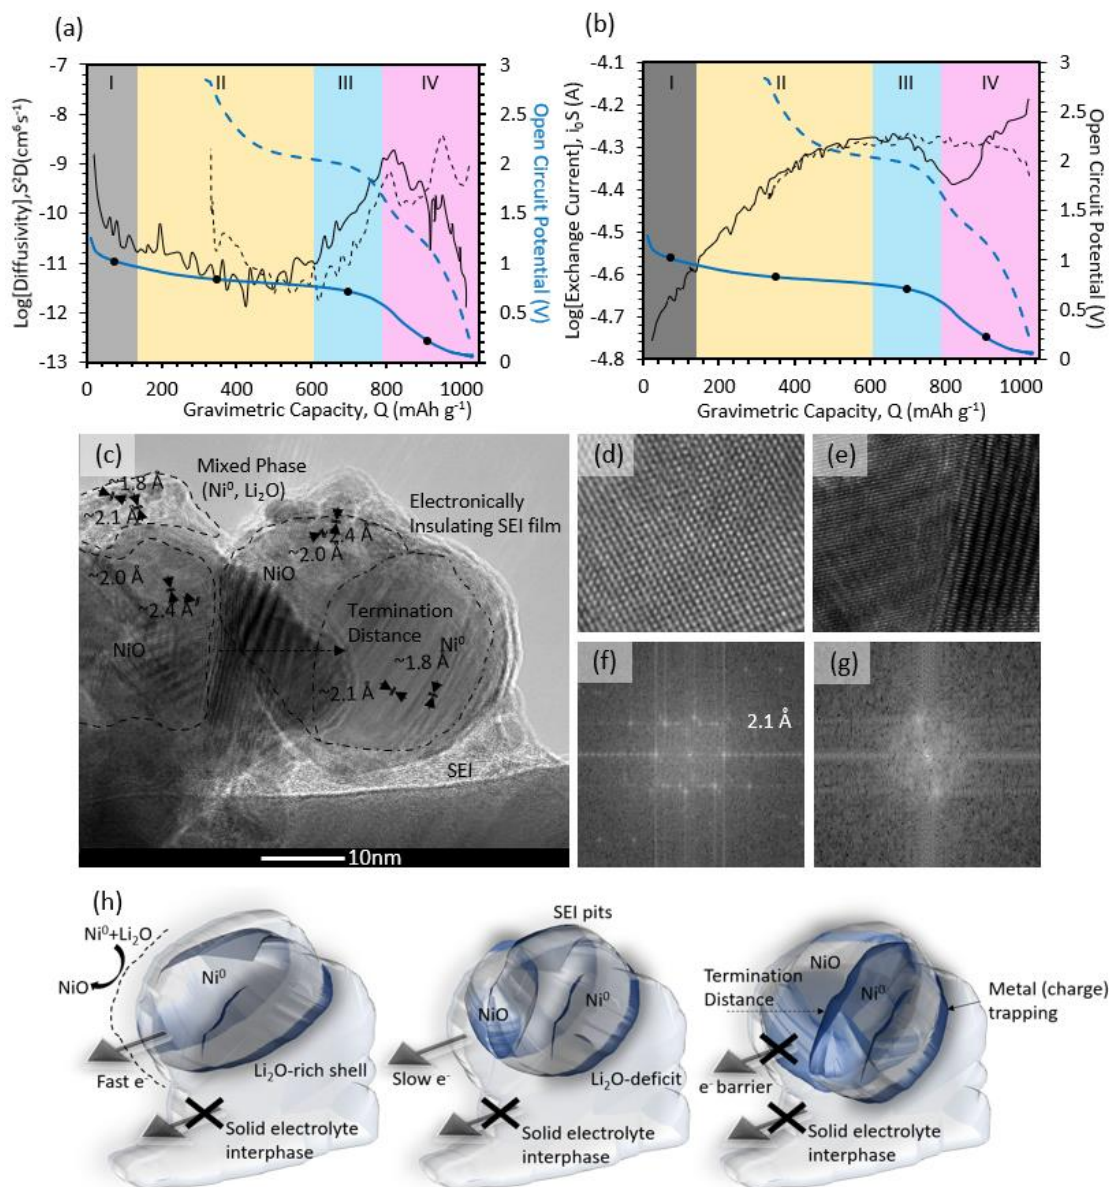 (a)
(b)
-7
-8
-9
-10
-11
-12
-13
Log[Diffusivity],S²D(cm⁶s⁻¹)
I
II
III
IV
3
2.5
2
1.5
1
0.5
0
Open Circuit Potential (V)
0
200
400
600
800
1000
Gravimetric Capacity, Q (mAh g⁻¹)
-4.1
-4.2
-4.3
-4.4
-4.5
-4.6
-4.7
-4.8
Log[Exchange Current], i₀S (A)
I
II
III
IV
3
2.5
2
1.5
1
0.5
0
Open Circuit Potential (V)
0
200
400
600
800
1000
Gravimetric Capacity, Q (mAh g⁻¹)
(c)
Mixed Phase
(Ni⁰, Li₂O)
~1.8 Å
~2.1 Å
Electronically
Insulating SEI film
2.4 Å
~2.0 Å
NiO
~2.0 Å
~2.4 Å
NiO
Termination
Distance
Ni⁰
~1.8 Å
~2.1 Å
SEI
10nm
(d)
(e)
(f)
2.1 Å
(g)
(h)
Ni⁰+Li₂O
NiO
Ni⁰
Fast e⁻
Li₂O-rich shell
Solid electrolyte
interphase
SEI pits
NiO
Ni⁰
Slow e⁻
Li₂O-deficit
Solid electrolyte
interphase
NiO
Termination
Distance
Ni⁰
Metal (charge)
trapping
e⁻ barrier
Solid electrolyte
interphase